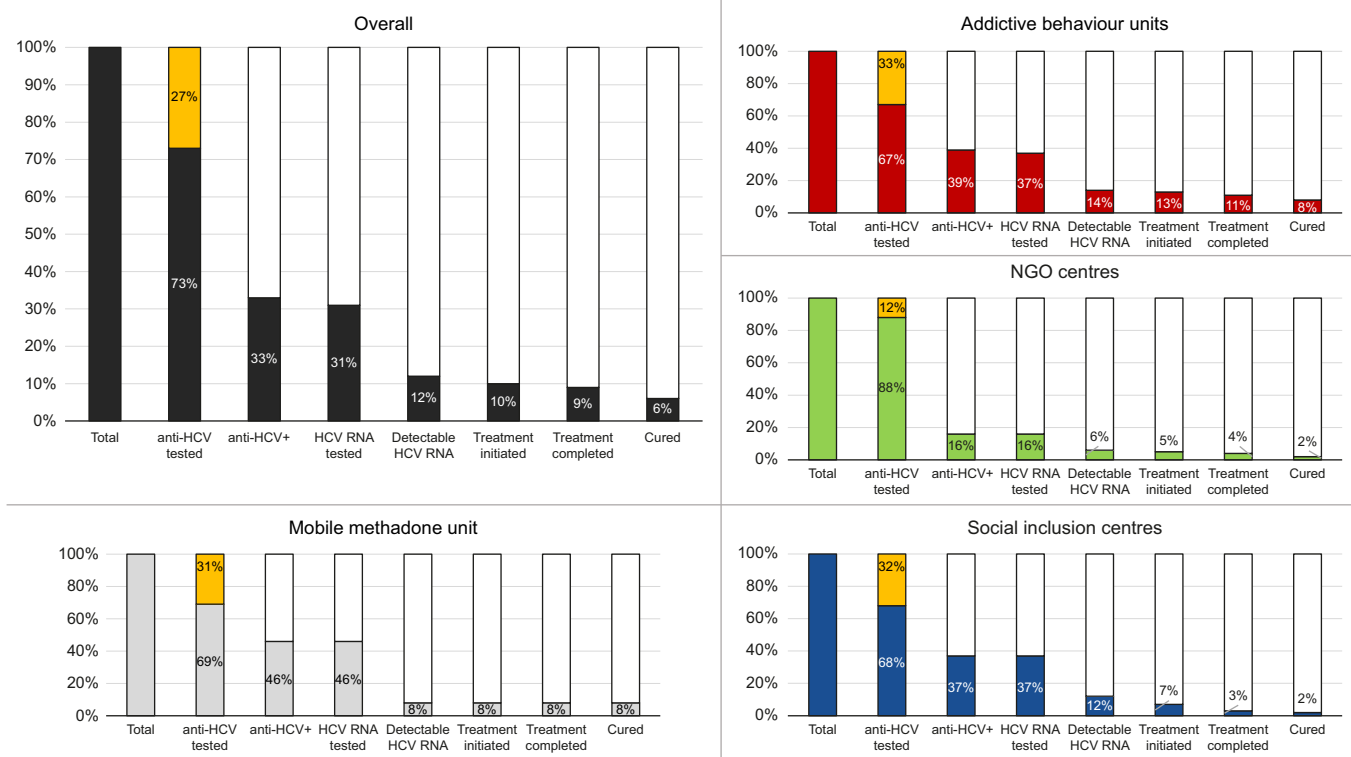 Overall
100%
90%
80%
70%
60%
50%
40%
30%
20%
10%
0%
27%
73%
33%
31%
12%
10%
9%
6%
Total
anti-HCV
tested
anti-HCV+
HCV RNA
tested
Detectable
HCV RNA
Treatment
initiated
Treatment
completed
Cured
Addictive behaviour units
100%
80%
60%
40%
20%
0%
33%
67%
39%
37%
14%
13%
11%
8%
Total
anti-HCV
tested
anti-HCV+
HCV RNA
tested
Detectable
HCV RNA
Treatment
initiated
Treatment
completed
Cured
NGO centres
100%
80%
60%
40%
20%
0%
12%
88%
16%
16%
6%
5%
4%
2%
Total
anti-HCV
tested
anti-HCV+
HCV RNA
tested
Detectable
HCV RNA
Treatment
initiated
Treatment
completed
Cured
Mobile methadone unit
100%
80%
60%
40%
20%
0%
31%
69%
46%
46%
8%
8%
8%
8%
Total
anti-HCV
tested
anti-HCV+
HCV RNA
tested
Detectable
HCV RNA
Treatment
initiated
Treatment
completed
Cured
Social inclusion centres
100%
80%
60%
40%
20%
0%
32%
68%
37%
37%
12%
7%
3%
2%
Total
anti-HCV
tested
anti-HCV+
HCV RNA
tested
Detectable
HCV RNA
Treatment
initiated
Treatment
completed
Cured